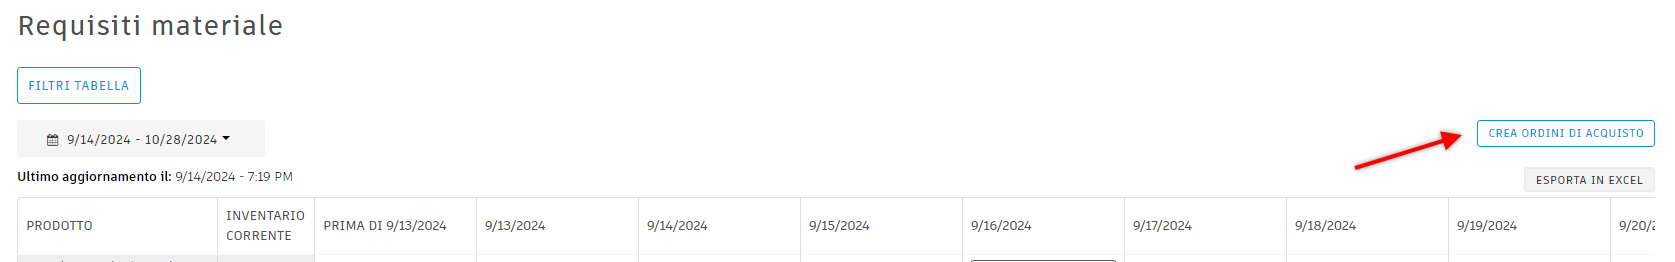 Requisiti materiale
FILTRI TABELLA
9/14/2024 - 10/28/2024
CREA ORDINI DI ACQUISTO
Ultimo aggiornamento il: 9/14/2024 - 7:19 PM
ESPORTA IN EXCEL
PRODOTTO
INVENTARIO
CORRENTE
PRIMA DI 9/13/2024
9/13/2024
9/14/2024
9/15/2024
9/16/2024
9/17/2024
9/18/2024
9/19/2024
9/20/2